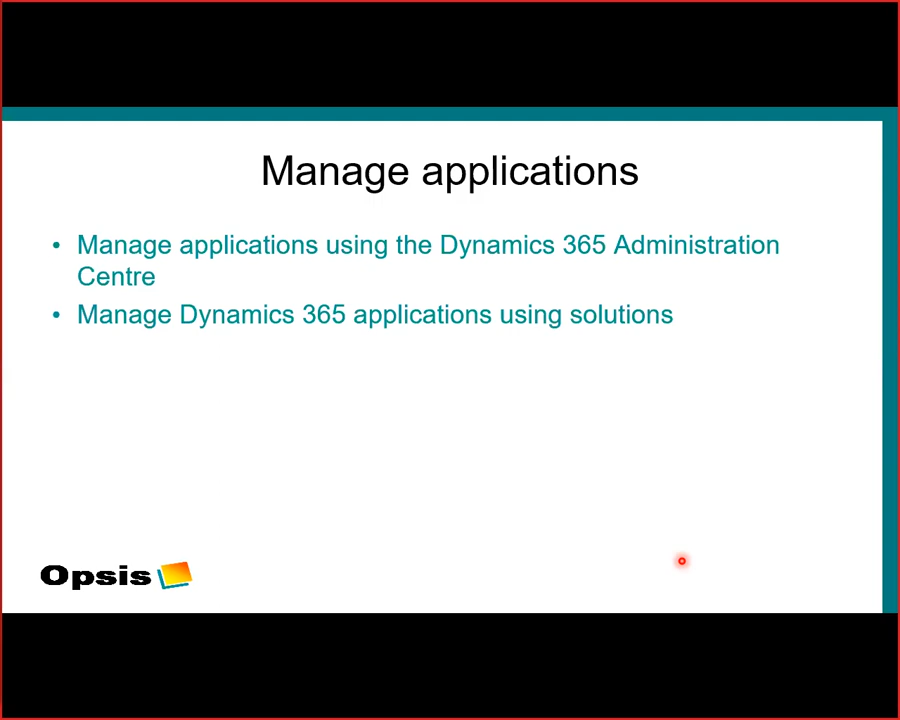 Manage applications
• Manage applications using the Dynamics 365 Administration
Centre
• Manage Dynamics 365 applications using solutions
Opsis